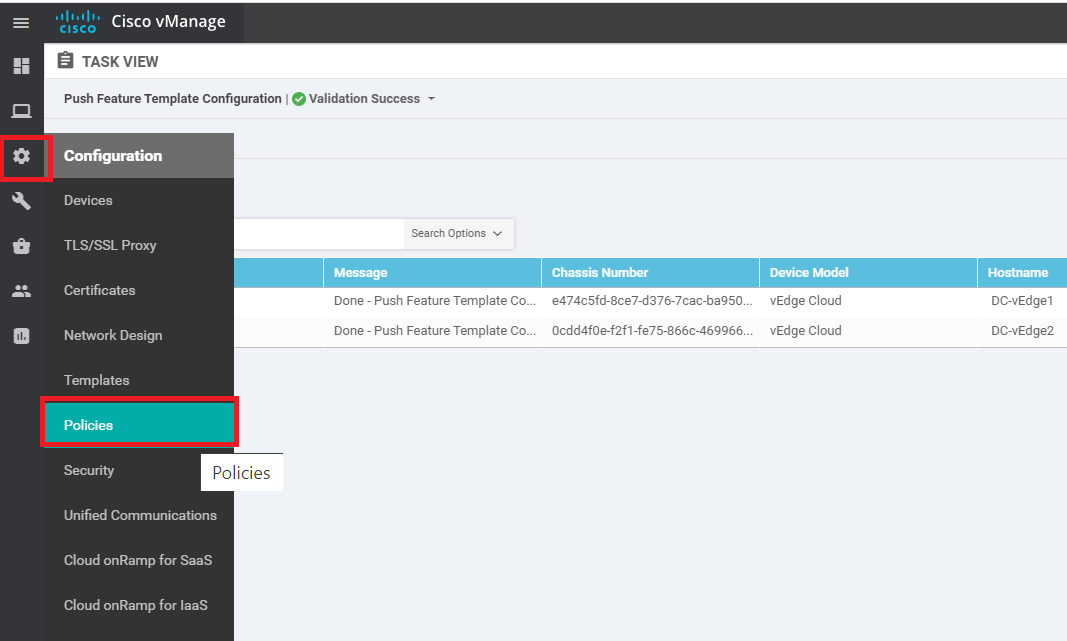 cisco Cisco vManage
TASK VIEW
Push Feature Template Configuration | Validation Success
Configuration
Devices
TLS/SSL Proxy
Certificates
Network Design
Templates
Policies
Security
Policies
Unified Communications
Cloud onRamp for SaaS
Cloud onRamp for IaaS
Search Options
Message Chassis Number Device Model Hostname
Done - Push Feature Template Co... e474c5fd-8ce7-d376-7cac-ba950... vEdge Cloud DC-vEdge1
Done - Push Feature Template Co... 0cdd4f0e-f2f1-fe75-866c-469966... vEdge Cloud DC-vEdge2